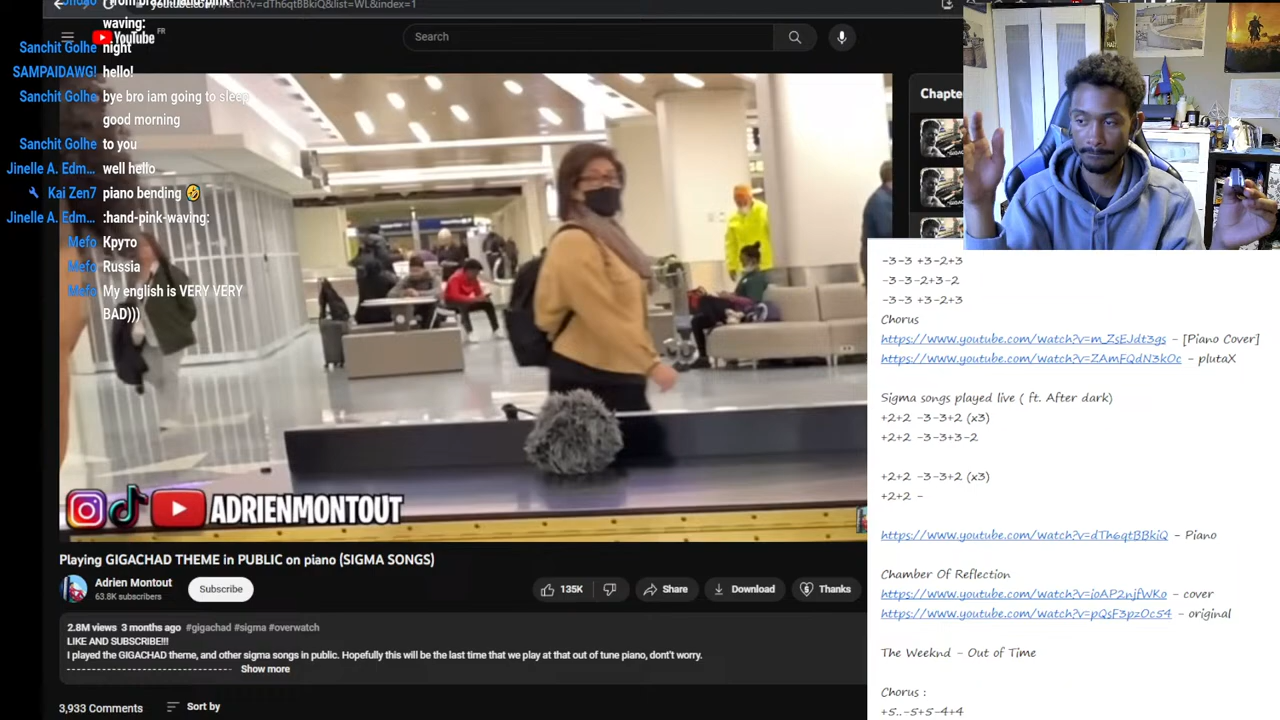 waving:
Sanchit Golhe night
SAMPAIDAWG! hello!
Sanchit Golhe bye bro iam going to sleep
good morning
Sanchit Golhe to you
Jinelle A. Edm... well hello
Kai Zen7 piano bending 🤣
Jinelle A. Edm... :hand-pink-waving:
Mefo Круто
Mefo Russia
Mefo My english is VERY VERY
BAD)))
YouTube FR
Search
Chapte
ADRIENMONTOUT
Playing GIGACHAD THEME in PUBLIC on piano (SIGMA SONGS)
Adrien Montout
63.8K subscribers
Subscribe
135K
Share
Download
Thanks
2.8M views 3 months ago #gigachad #sigma #overwatch
LIKE AND SUBSCRIBE!!!
I played the GIGACHAD theme, and other sigma songs in public. Hopefully this will be the last time that we play at that out of tune piano, dont't worry.
Show more
3,933 Comments
Sort by
-3-3 +3-2+3
-3-3-2+3-2
-3-3 +3-2+3
Chorus
https://www.youtube.com/watch?v=m_ZsEJdt3gs - [Piano Cover]
https://www.youtube.com/watch?v=ZAmFQdN3kOc - plutaX
Sigma songs played live ( ft. After dark)
+2+2 -3-3+2 (x3)
+2+2 -3-3+3-2
+2+2 -3-3+2 (x3)
+2+2 -
https://www.youtube.com/watch?v=dTh6qtBBkiQ - Piano
Chamber Of Reflection
https://www.youtube.com/watch?v=ioAP2njfWKo - cover
https://www.youtube.com/watch?v=pQsF3pzOc54 - original
The Weeknd - Out of Time
Chorus :
+5..-5+5-4+4